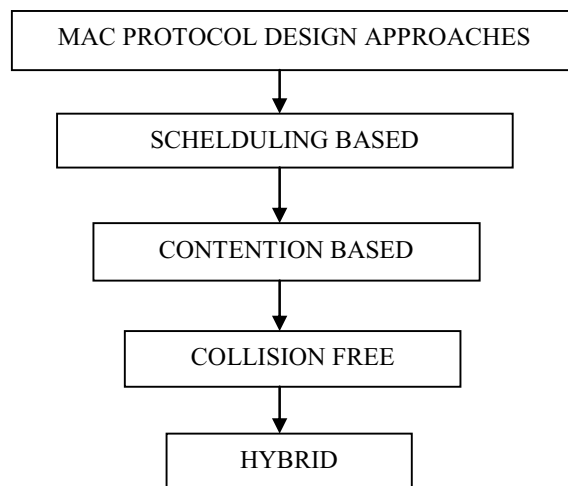 MAC PROTOCOL DESIGN APPROACHES
SCHELDULING BASED
CONTENTION BASED
COLLISION FREE
HYBRID